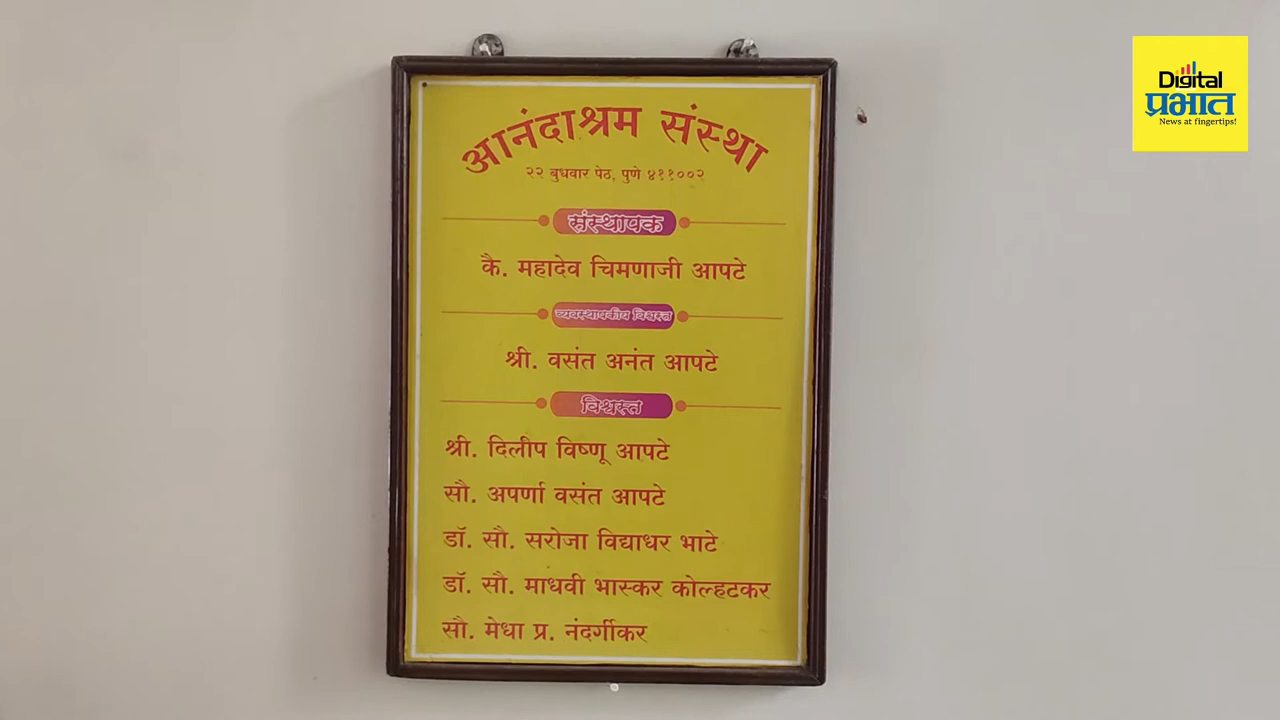 आनंदाश्रम संस्था
२२ बुधवार पेठ, पुणे ४११००२
संस्थापक
कै. महादेव चिमणाजी आपटे
व्यवस्थापकीय विश्वस्त
श्री. वसंत अनंत आपटे
विश्वस्त
श्री. दिलीप विष्णू आपटे
सौ. अपर्णा वसंत आपटे
डॉ. सौ. सरोजा विद्याधर भाटे
डॉ. सौ. माधवी भास्कर कोल्हटकर
सौ. मेधा प्र. नंदर्गीकर
Digital
प्रभात
News at fingertips!